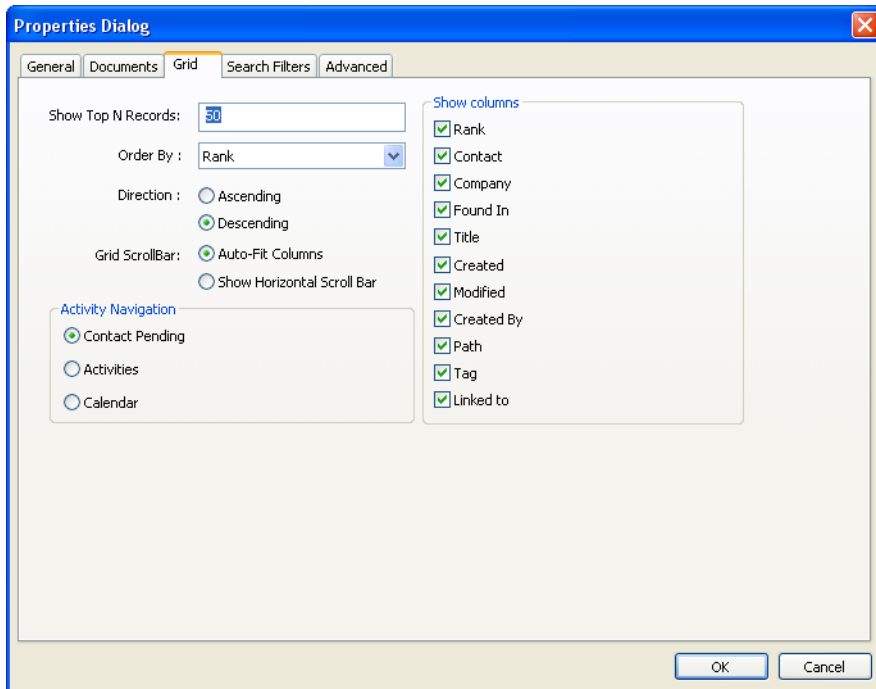 Properties Dialog
General Documents Grid Search Filters Advanced
Show Top N Records: 50
Order By : Rank
Direction : Ascending
Descending
Grid ScrollBar: Auto-Fit Columns
Show Horizontal Scroll Bar
Activity Navigation
Contact Pending
Activities
Calendar
Show columns
Rank
Contact
Company
Found In
Title
Created
Modified
Created By
Path
Tag
Linked to
OK Cancel